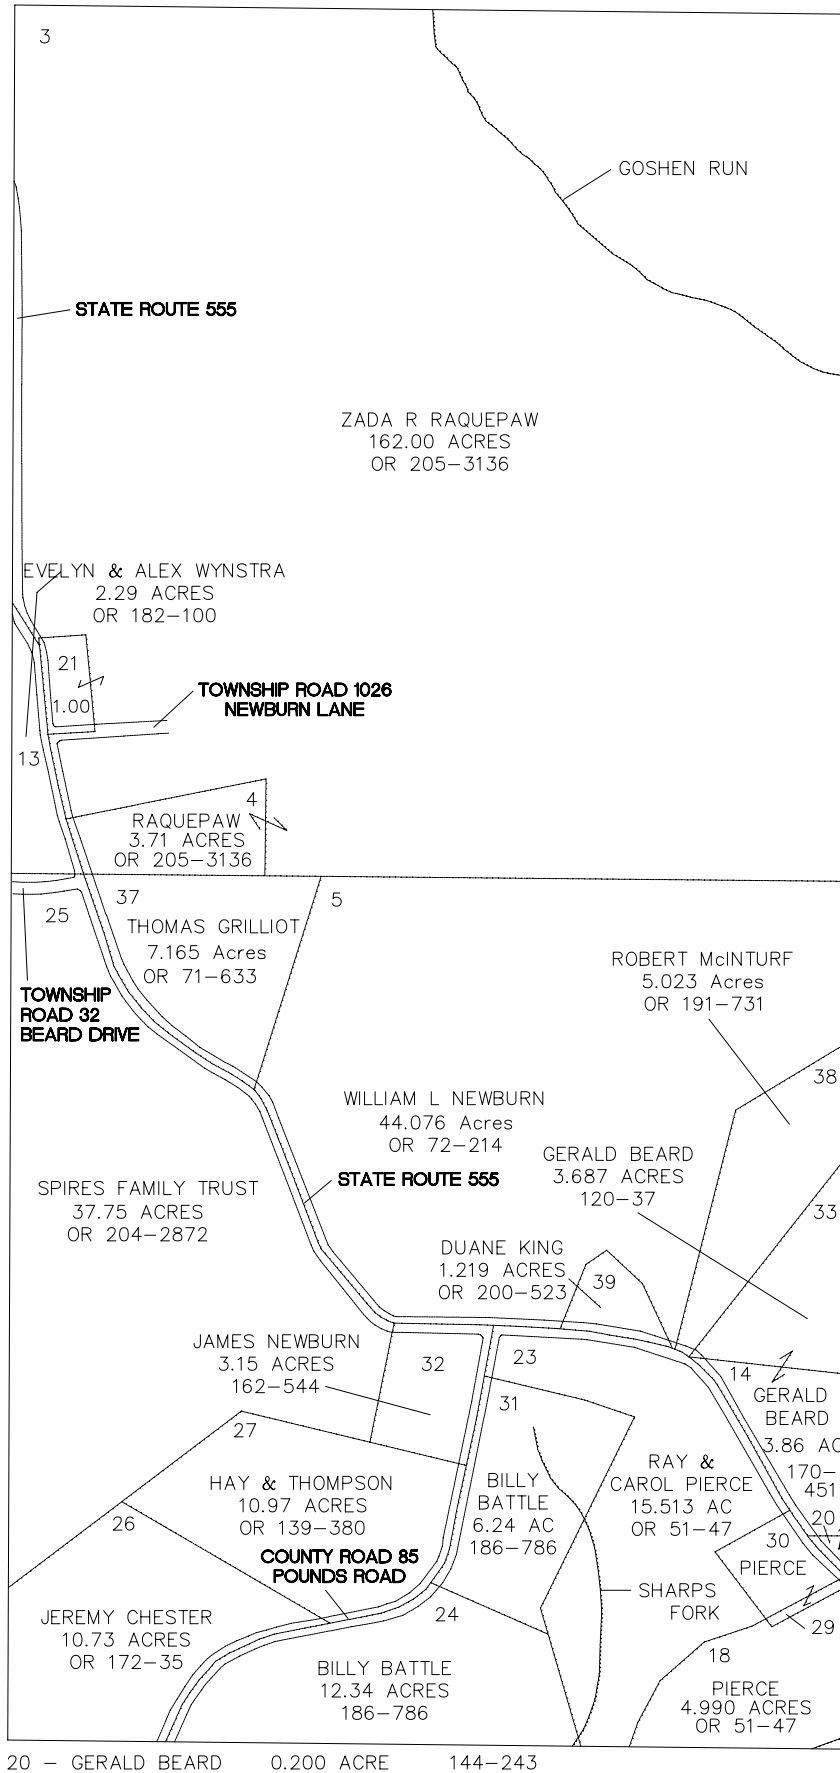 3
GOSHEN RUN
STATE ROUTE 555
ZADA R RAQUEPAW
162.00 ACRES
OR 205-3136
EVELYN & ALEX WYNSTRA
2.29 ACRES
OR 182-100
21
1.00
TOWNSHIP ROAD 1026
NEWBURN LANE
13
4
RAQUEPAW
3.71 ACRES
OR 205-3136
37
5
25
THOMAS GRILLIOT
7.165 Acres
OR 71-633
ROBERT McINTURF
5.023 Acres
OR 191-731
TOWNSHIP
ROAD 32
BEARD DRIVE
38
WILLIAM L NEWBURN
44.076 Acres
OR 72-214
GERALD BEARD
3.687 ACRES
120-37
STATE ROUTE 555
SPIRES FAMILY TRUST
37.75 ACRES
OR 204-2872
33
DUANE KING
1.219 ACRES
OR 200-523
39
JAMES NEWBURN
3.15 ACRES
162-544
32
23
14
GERALD
BEARD
3.86 AC
170-
451
31
27
RAY &
CAROL PIERCE
15.513 AC
OR 51-47
HAY & THOMPSON
10.97 ACRES
OR 139-380
BILLY
BATTLE
6.24 AC
186-786
26
20
30
PIERCE
COUNTY ROAD 85
POUNDS ROAD
SHARPS
FORK
24
29
JEREMY CHESTER
10.73 ACRES
OR 172-35
18
BILLY BATTLE
12.34 ACRES
186-786
PIERCE
4.990 ACRES
OR 51-47
20 - GERALD BEARD 0.200 ACRE 144-243